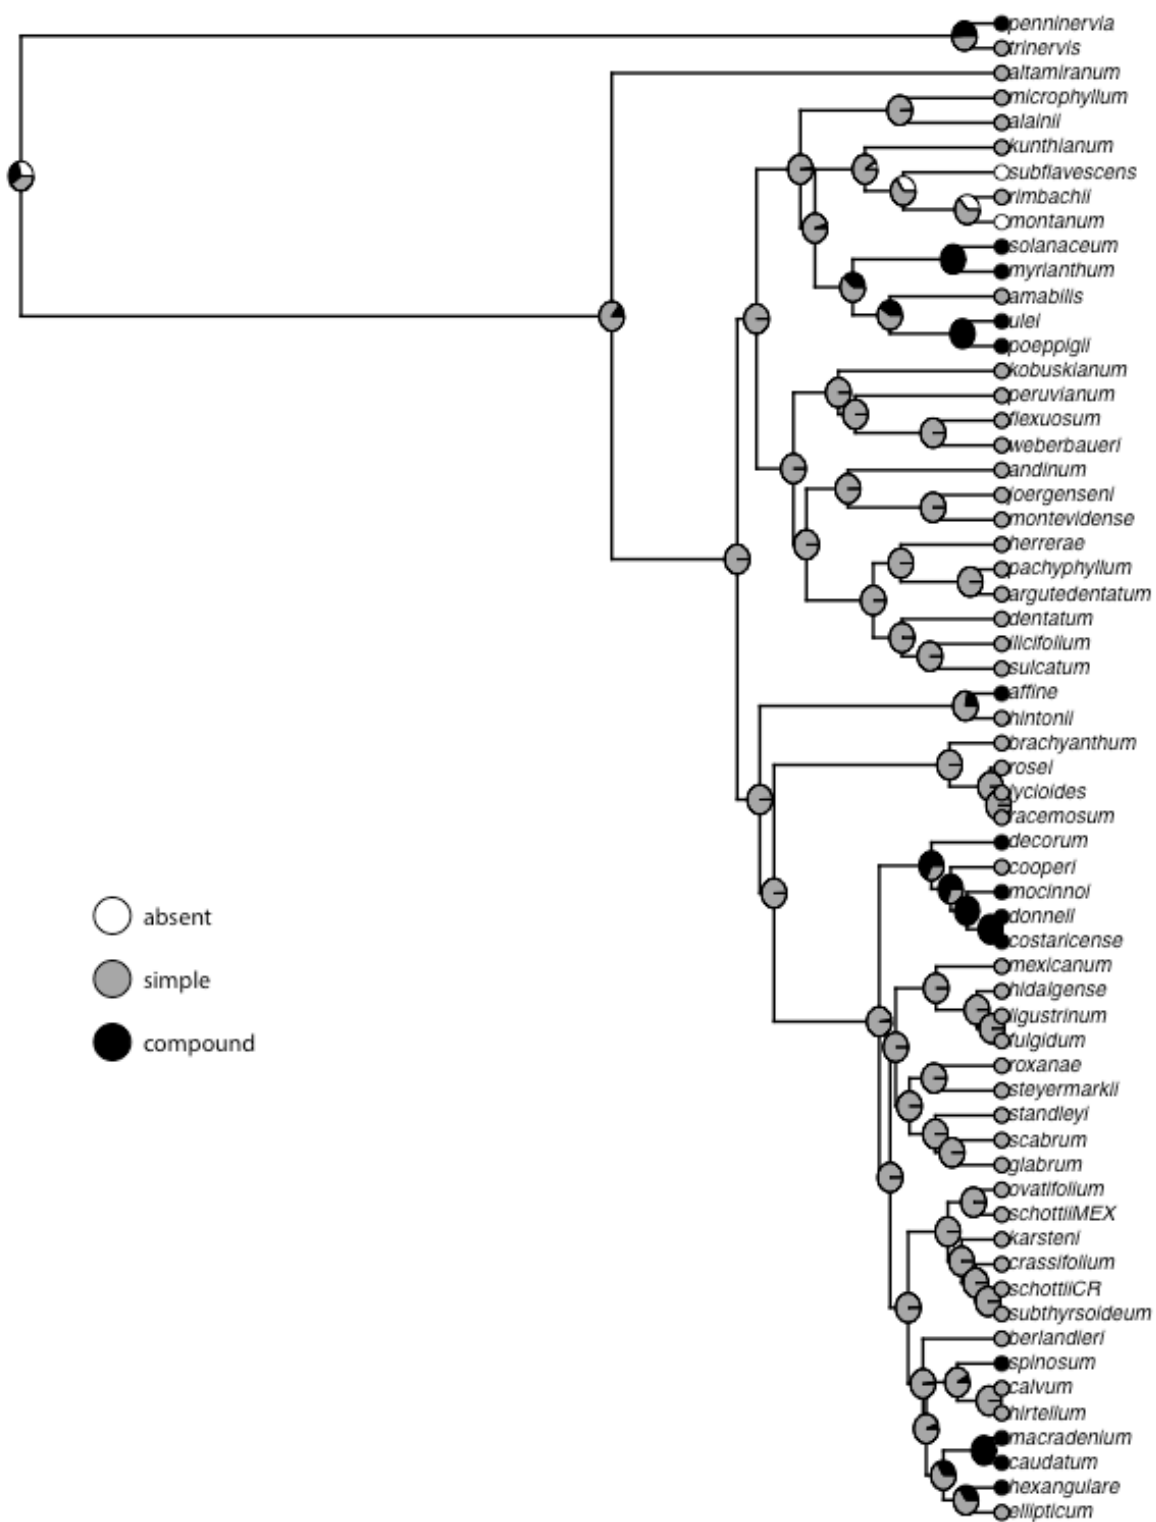 penninervia
trinervis
altamiranum
microphyllum
alainii
kunthianum
subflavescens
rimbachii
montanum
solanaceum
myrianthum
amabilis
ulei
poeppigii
kobuskianum
peruvianum
flexuosum
weberbaueri
andinum
joergenseni
montevidense
herrerae
pachyphyllum
argutedentatum
dentatum
ilicifolium
sulcatum
affine
hintonii
brachyanthum
rosei
lycioides
racemosum
decorum
cooperi
mocinnoi
donnell
costaricense
mexicanum
hidalgense
ligustrinum
fulgidum
roxanae
steyermarkii
standleyi
scabrum
glabrum
ovatifolium
schottiiMEX
karsteni
crassifolium
schottiiCR
subthyrsoideum
berlandieri
spinosum
calvum
hirtellum
macradenium
caudatum
hexangulare
ellipticum
absent
simple
compound